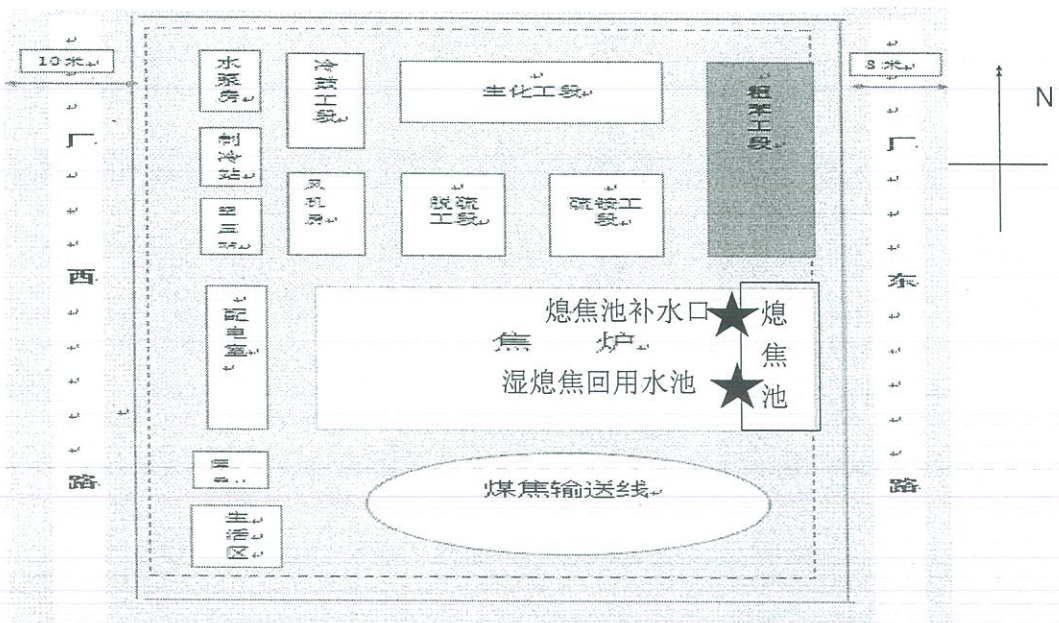 10米
8米
N
水泵房
冷鼓工段
生化工段
粗苯工段
制冷站
风机房
脱硫
工段
硫铵工
段
厂西路
厂东路
配电室
焦炉
熄焦池补水口
湿熄焦回用水池
熄焦池
煤焦输送线
生活区